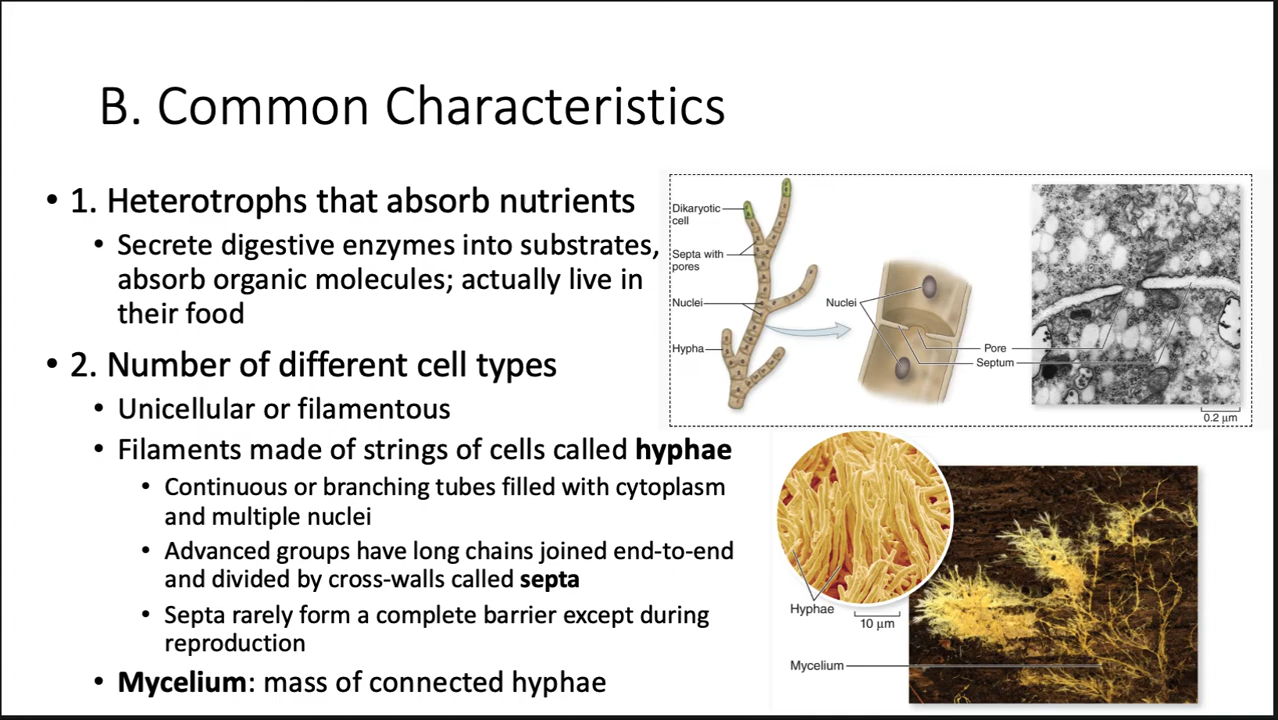 B. Common Characteristics
• 1. Heterotrophs that absorb nutrients
• Secrete digestive enzymes into substrates,
absorb organic molecules; actually live in
their food
• 2. Number of different cell types
• Unicellular or filamentous
• Filaments made of strings of cells called hyphae
• Continuous or branching tubes filled with cytoplasm
and multiple nuclei
• Advanced groups have long chains joined end-to-end
and divided by cross-walls called septa
• Septa rarely form a complete barrier except during
reproduction
• Mycelium: mass of connected hyphae
Dikaryotic
cell
Septa with
pores
Nuclei
Hypha
Nuclei
Pore
Septum
0.2 µm
Hyphae
10 µm
Mycelium